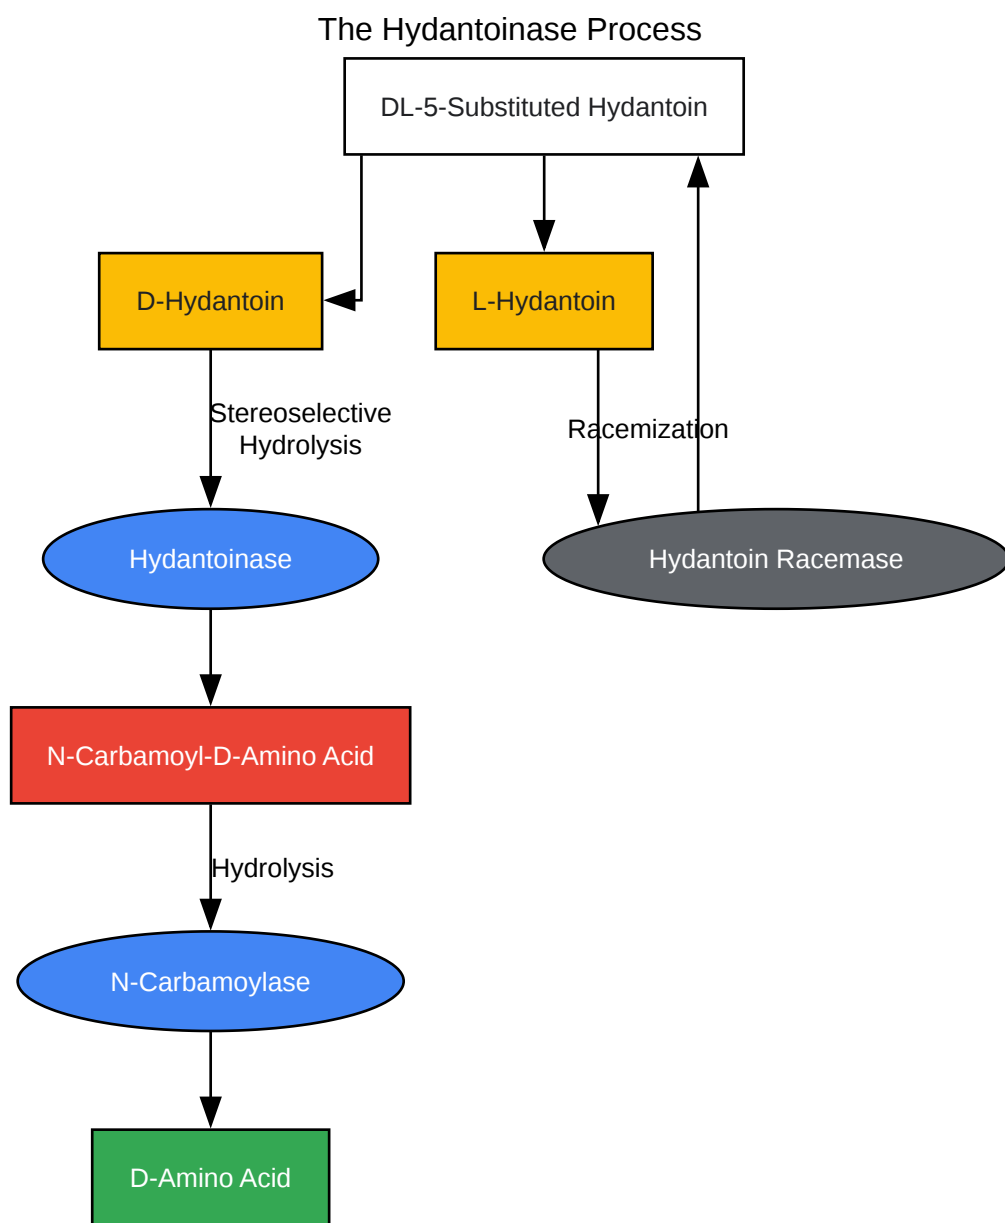 The Hydantoinase Process
DL-5-Substituted Hydantoin
D-Hydantoin
L-Hydantoin
Stereoselective
Hydrolysis
Racemization
Hydantoinase
Hydantoin Racemase
N-Carbamoyl-D-Amino Acid
Hydrolysis
N-Carbamoylase
D-Amino Acid